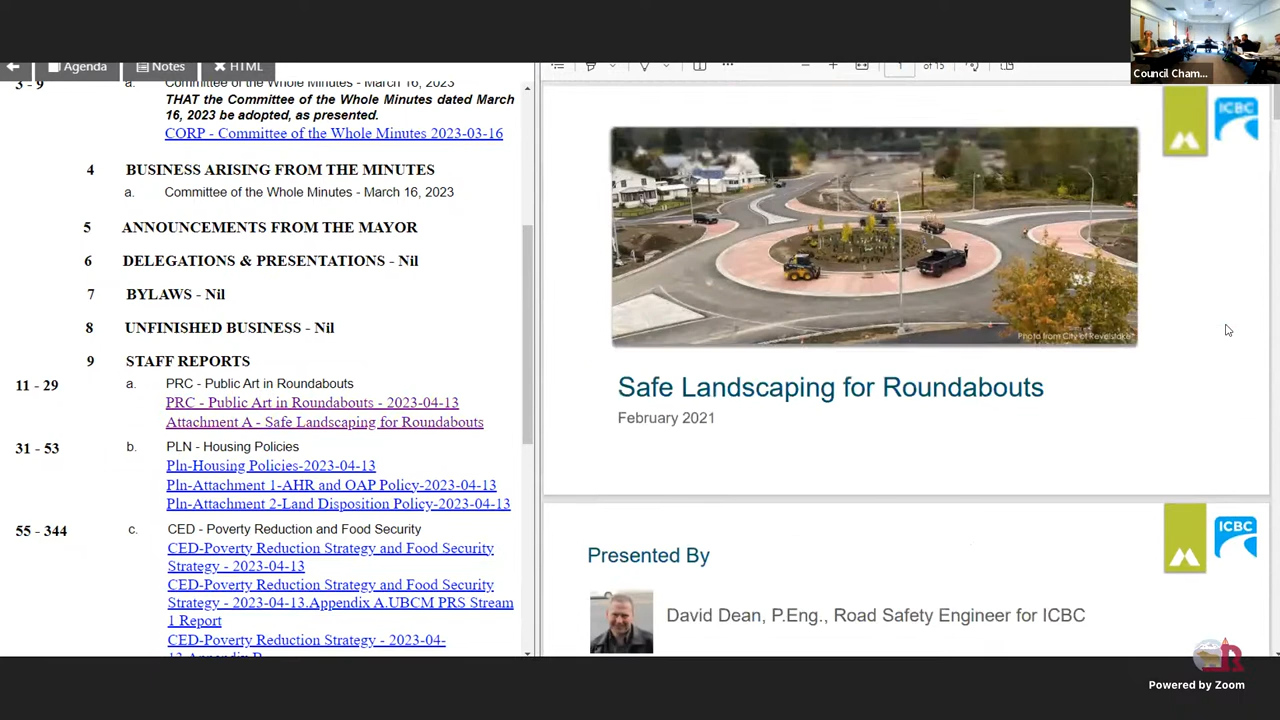 Agenda
Notes
HTML
3 - 9
a.
Committee of the Whole Minutes - March 16, 2023
THAT the Committee of the Whole Minutes dated March
16, 2023 be adopted, as presented.
CORP - Committee of the Whole Minutes 2023-03-16
4 BUSINESS ARISING FROM THE MINUTES
a. Committee of the Whole Minutes - March 16, 2023
5 ANNOUNCEMENTS FROM THE MAYOR
6 DELEGATIONS & PRESENTATIONS - Nil
7 BYLAWS - Nil
8 UNFINISHED BUSINESS - Nil
9 STAFF REPORTS
11 - 29 a. PRC - Public Art in Roundabouts
PRC - Public Art in Roundabouts - 2023-04-13
Attachment A - Safe Landscaping for Roundabouts
31 - 53 b. PLN - Housing Policies
Pln-Housing Policies-2023-04-13
Pln-Attachment 1-AHR and OAP Policy-2023-04-13
Pln-Attachment 2-Land Disposition Policy-2023-04-13
55 - 344 c. CED - Poverty Reduction and Food Security
CED-Poverty Reduction Strategy and Food Security
Strategy - 2023-04-13
CED-Poverty Reduction Strategy and Food Security
Strategy - 2023-04-13.Appendix A.UBCM PRS Stream
1 Report
CED-Poverty Reduction Strategy - 2023-04-
1 of 15
ICBC
Photo from City of Revelstoke
Safe Landscaping for Roundabouts
February 2021
ICBC
Presented By
David Dean, P.Eng., Road Safety Engineer for ICBC
Council Cham...
R
Powered by Zoom